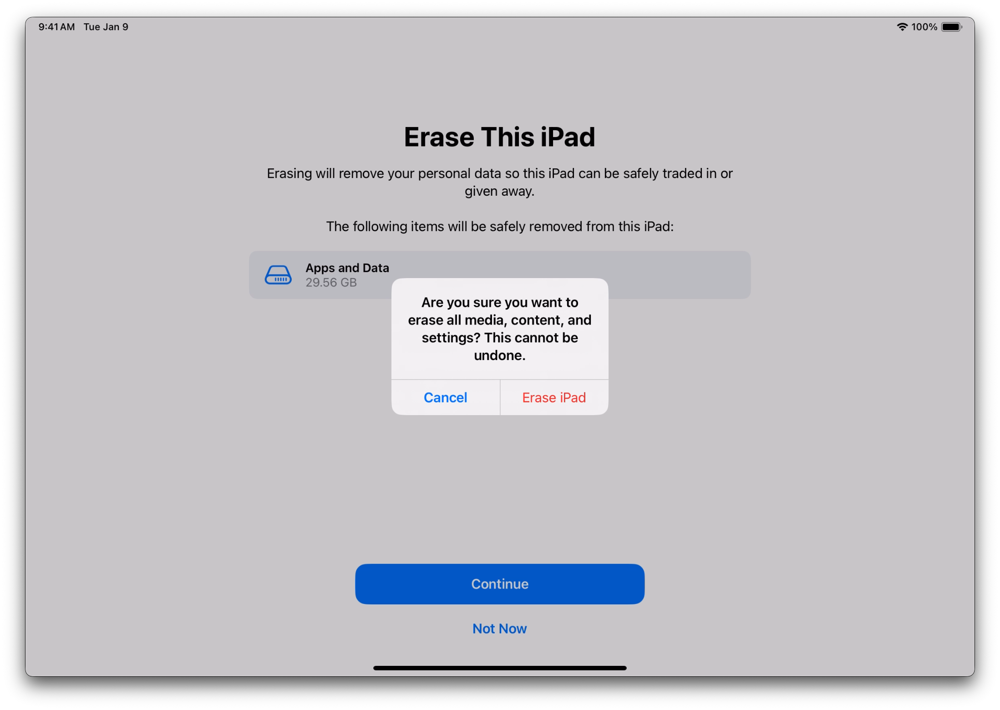 9:41 AM Tue Jan 9
100%
Erase This iPad
Erasing will remove your personal data so this iPad can be safely traded in or
given away.
The following items will be safely removed from this iPad:
Apps and Data
29.56 GB
Are you sure you want to
erase all media, content, and
settings? This cannot be
undone.
Cancel
Erase iPad
Continue
Not Now